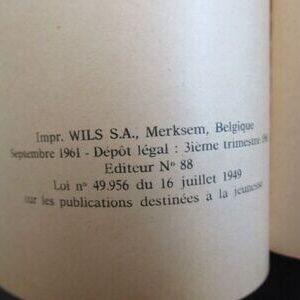 Impr. WILS S.A., Merksem, Belgique
Septembre 1961 - Dépôt légal : 3ième trimestre
Editeur N° 88
Loi n° 49.956 du 16 juillet 1949
sur les publications destinées à la jeunesse